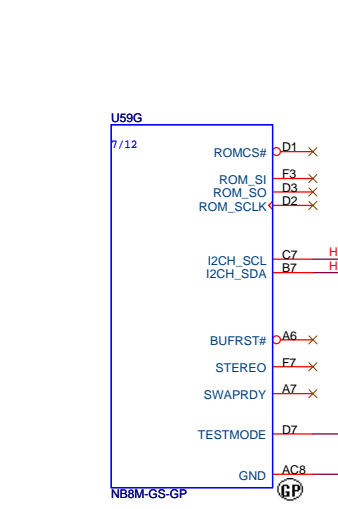 U59G
7/12
ROMCS# D1
ROM_SI F3
ROM_SO D3
ROM_SCLK D2
I2CH_SCL C7 H
I2CH_SDA B7 H
BUFRST# A6
STEREO F7
SWAPRDY A7
TESTMODE D7
GND AC8
NB8M-GS-GP GP